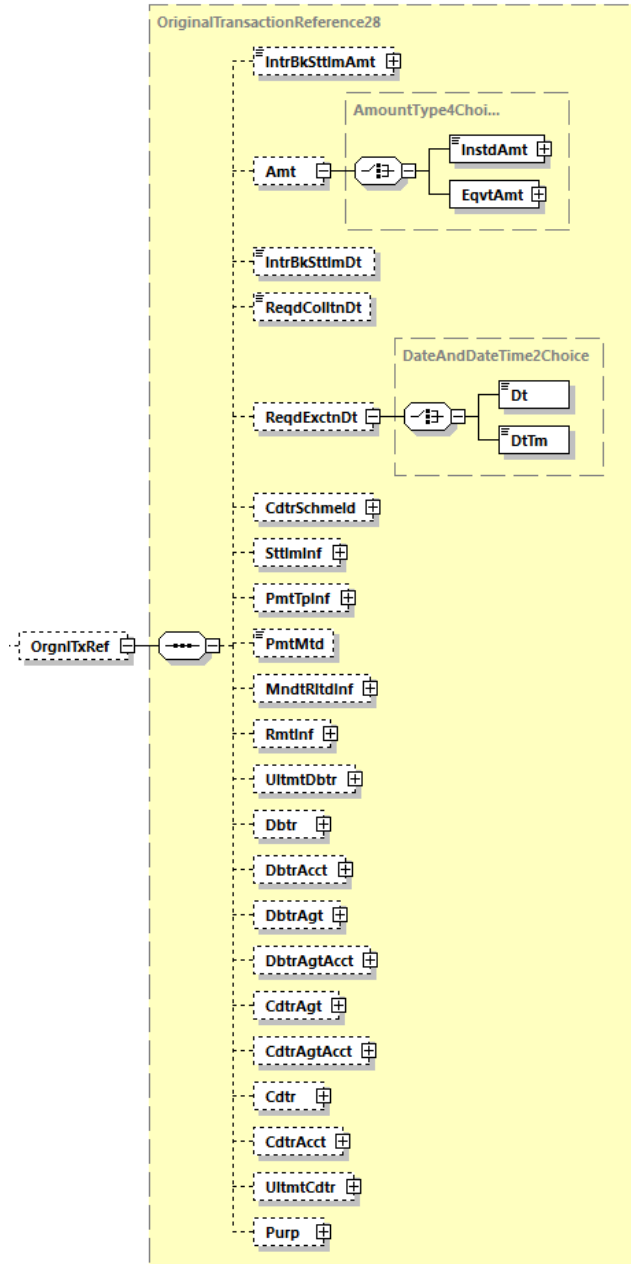 OriginalTransactionReference28
IntrBkSttlmAmt
AmountType4Choi...
InstdAmt
Amt
EqvtAmt
IntrBkSttlmDt
ReqdColltnDt
DateAndDateTime2Choice
Dt
ReqdExctnDt
DtTm
CdtrSchmeId
SttlmInf
PmtTpInf
OrgnlTxRef
PmtMtd
MndtRltdInf
RmtInf
UltmtDbtr
Dbtr
DbtrAcct
DbtrAgt
DbtrAgtAcct
CdtrAgt
CdtrAgtAcct
Cdtr
CdtrAcct
UltmtCdtr
Purp